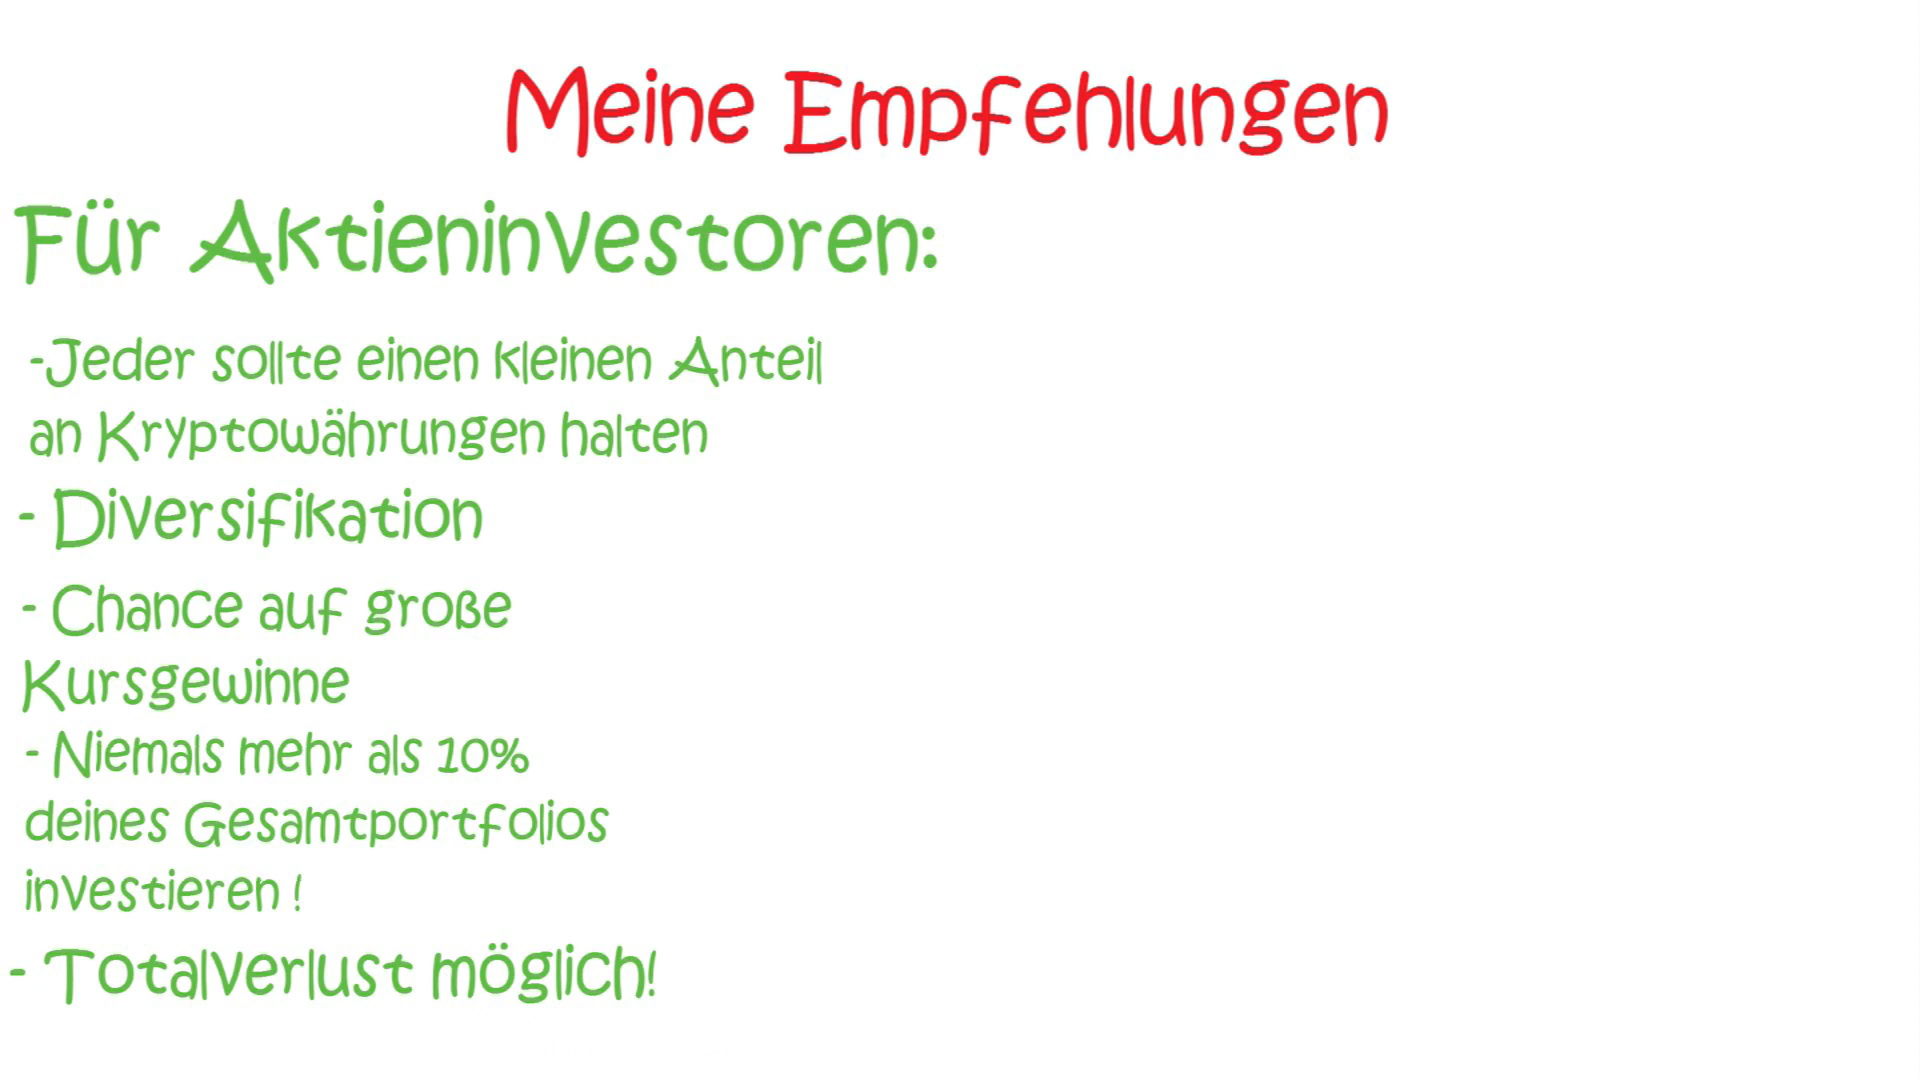 Meine Empfehlungen
Für Aktieninvestoren:
-Jeder sollte einen kleinen Anteil
an Kryptowährungen halten
- Diversifikation
- Chance auf große
Kursgewinne
- Niemals mehr als 10%
deines Gesamtportfolios
investieren !
- Totalverlust möglich!